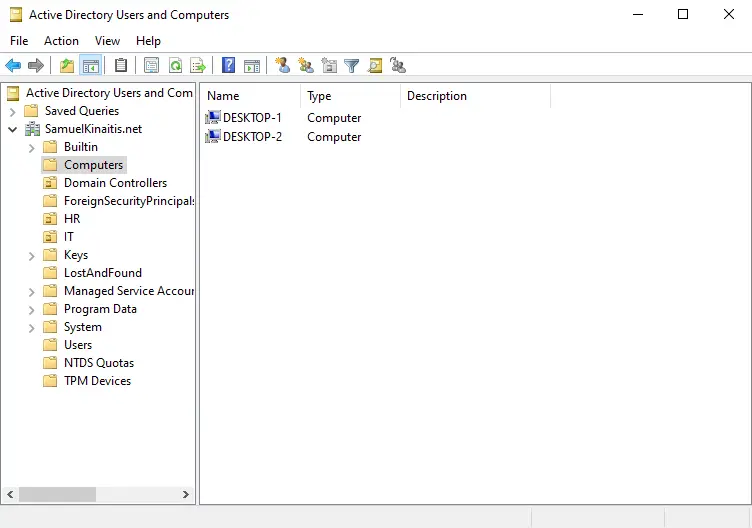 Active Directory Users and Computers
File Action View Help
Active Directory Users and Com
Name Type Description
Saved Queries
DESKTOP-1 Computer
SamuelKinaitis.net
DESKTOP-2 Computer
Builtin
Computers
Domain Controllers
ForeignSecurityPrincipals
HR
IT
Keys
LostAndFound
Managed Service Accour
Program Data
System
Users
NTDS Quotas
TPM Devices